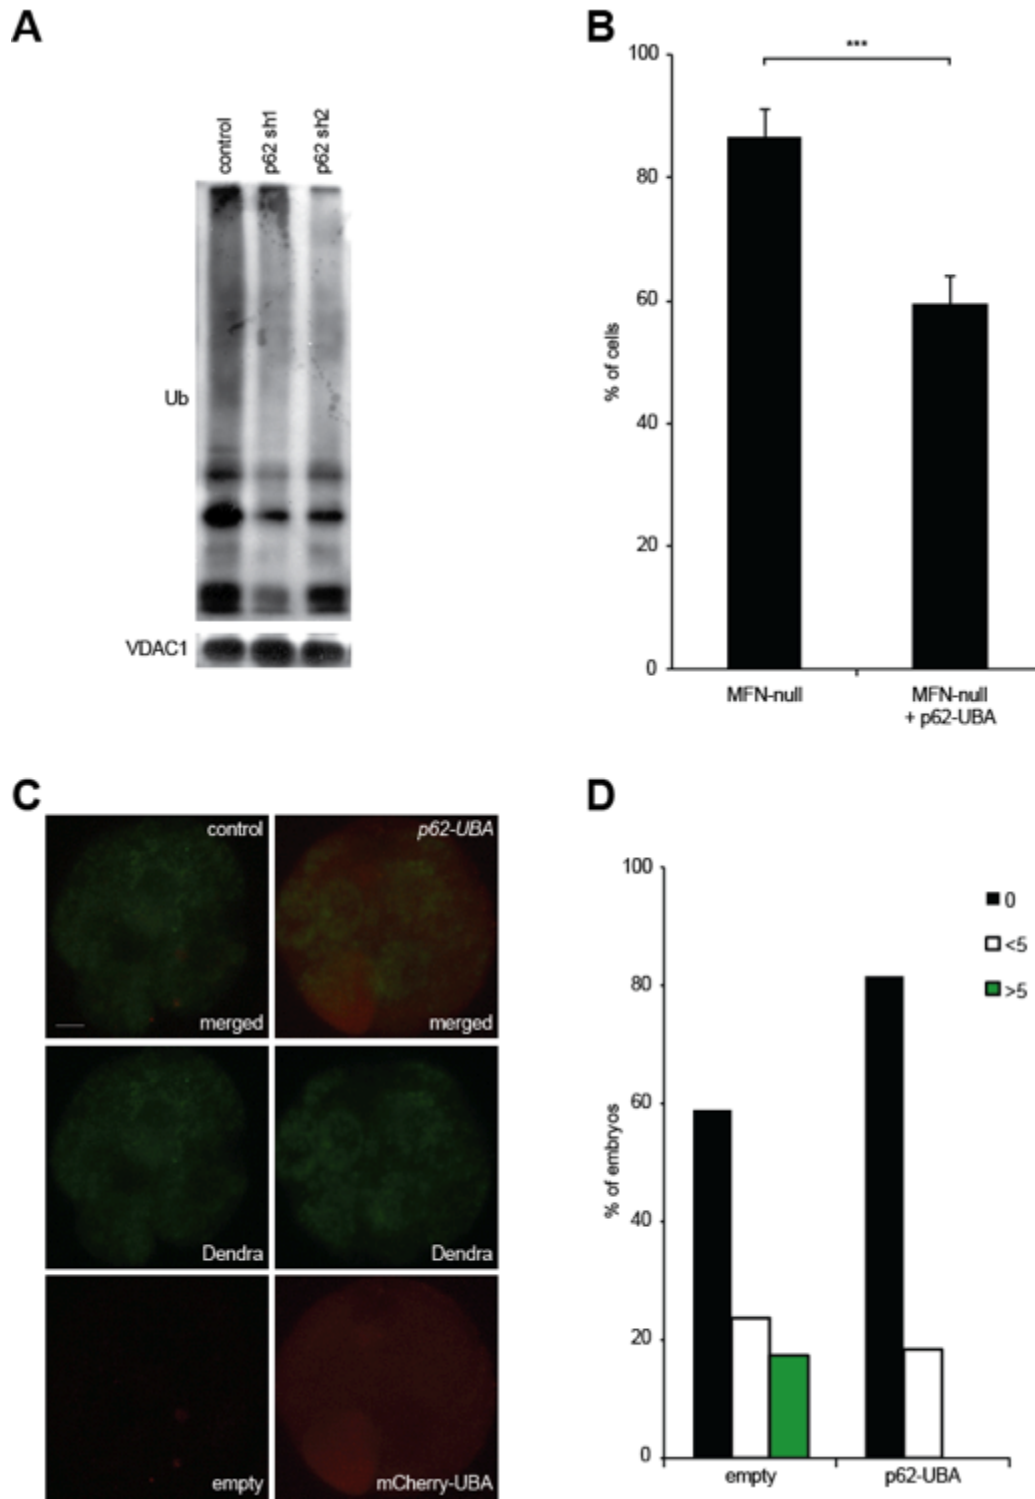 A
control
p62 sh1
p62 sh2
Ub
VDAC1
B
100
80
60
40
20
0
% of cells
***
MFN-null
MFN-null
+ p62-UBA
C
control
p62-UBA
merged
merged
Dendra
Dendra
empty
mCherry-UBA
D
100
80
60
40
20
0
% of embryos
0
<5
>5
empty
p62-UBA